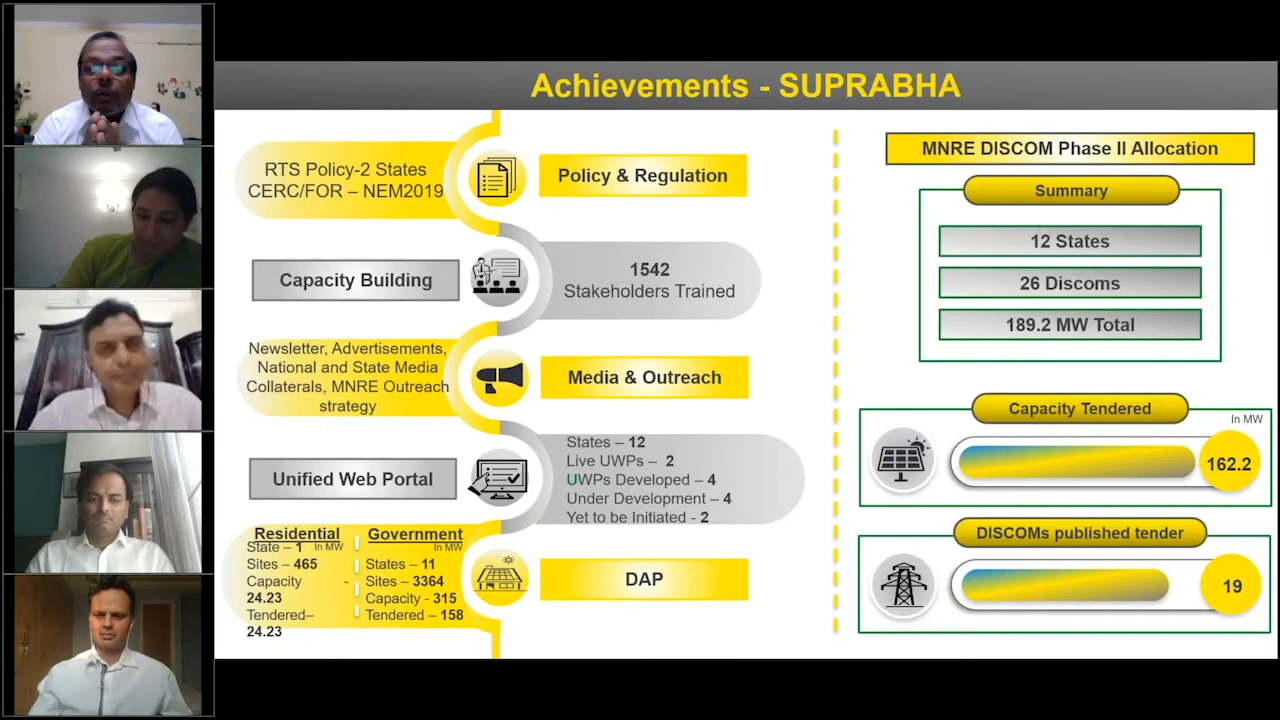 Achievements - SUPRABHA
RTS Policy-2 States
CERC/FOR – NEM2019
Policy & Regulation
Capacity Building
1542
Stakeholders Trained
Newsletter, Advertisements,
National and State Media
Collaterals, MNRE Outreach
strategy
Media & Outreach
Unified Web Portal
States – 12
Live UWPs – 2
UWPs Developed – 4
Under Development – 4
Yet to be Initiated - 2
Residential
State – 1 In MW
Sites – 465
Capacity -
24.23
Tendered–
24.23
Government
In MW
States – 11
Sites – 3364
Capacity - 315
Tendered – 158
DAP
MNRE DISCOM Phase II Allocation
Summary
12 States
26 Discoms
189.2 MW Total
Capacity Tendered
In MW
162.2
DISCOMs published tender
19